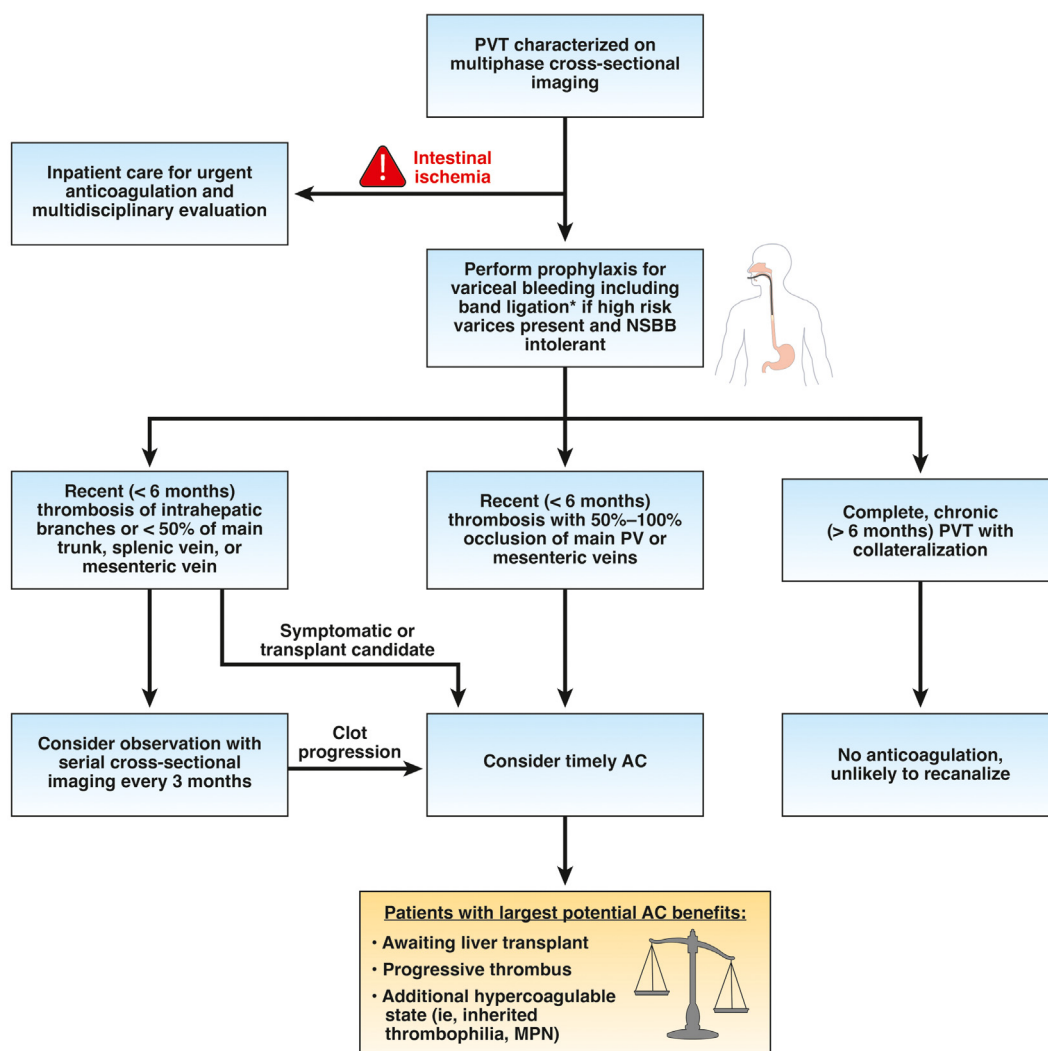 PVT characterized on
multiphase cross-sectional
imaging
Intestinal
ischemia
Inpatient care for urgent
anticoagulation and
multidisciplinary evaluation
Perform prophylaxis for
variceal bleeding including
band ligation* if high risk
varices present and NSBB
intolerant
Recent (< 6 months)
thrombosis of intrahepatic
branches or < 50% of main
trunk, splenic vein, or
mesenteric vein
Recent (< 6 months)
thrombosis with 50%–100%
occlusion of main PV or
mesenteric veins
Complete, chronic
(> 6 months) PVT with
collateralization
Symptomatic or
transplant candidate
Consider observation with
serial cross-sectional
imaging every 3 months
Clot
progression
Consider timely AC
No anticoagulation,
unlikely to recanalize
Patients with largest potential AC benefits:
• Awaiting liver transplant
• Progressive thrombus
• Additional hypercoagulable
state (ie, inherited
thrombophilia, MPN)